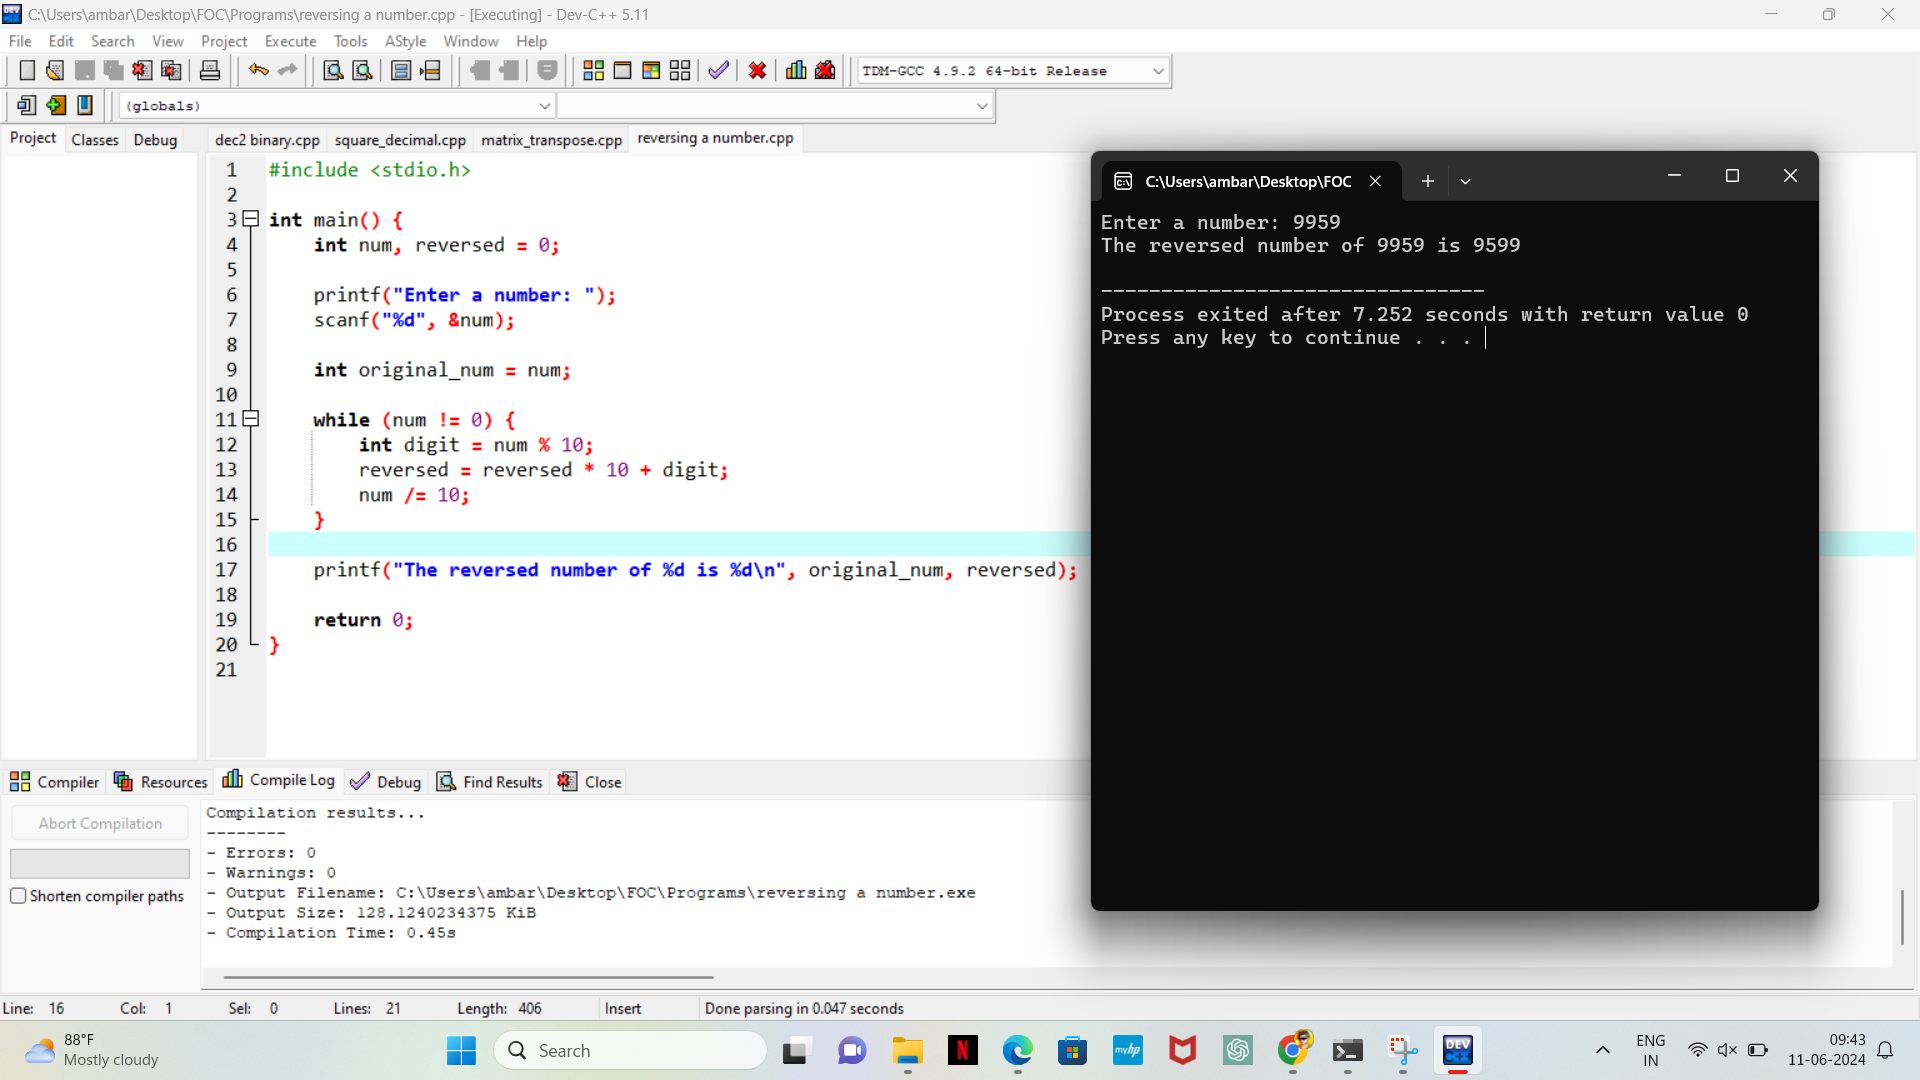 C:\Users\ambar\Desktop\FOC\Programs\reversing a number.cpp - [Executing] - Dev-C++ 5.11
File Edit Search View Project Execute Tools AStyle Window Help
TDM-GCC 4.9.2 64-bit Release
(globals)
Project Classes Debug
dec2 binary.cpp square_decimal.cpp matrix_transpose.cpp reversing a number.cpp
1 #include <stdio.h>
2
3 int main() {
4 int num, reversed = 0;
5
6 printf("Enter a number: ");
7 scanf("%d", &num);
8
9 int original_num = num;
10
11 while (num != 0) {
12 int digit = num % 10;
13 reversed = reversed * 10 + digit;
14 num /= 10;
15 }
16
17 printf("The reversed number of %d is %d\n", original_num, reversed);
18
19 return 0;
20 }
21
C:\Users\ambar\Desktop\FOC
Enter a number: 9959
The reversed number of 9959 is 9599
--------------------------------
Process exited after 7.252 seconds with return value 0
Press any key to continue . . .
Compiler Resources Compile Log Debug Find Results Close
Abort Compilation
Shorten compiler paths
Compilation results...
--------
- Errors: 0
- Warnings: 0
- Output Filename: C:\Users\ambar\Desktop\FOC\Programs\reversing a number.exe
- Output Size: 128.1240234375 KiB
- Compilation Time: 0.45s
Line: 16 Col: 1 Sel: 0 Lines: 21 Length: 406 Insert Done parsing in 0.047 seconds
88°F
Mostly cloudy
Search
N
myhp
DEV
C++
ENG
IN
09:43
11-06-2024